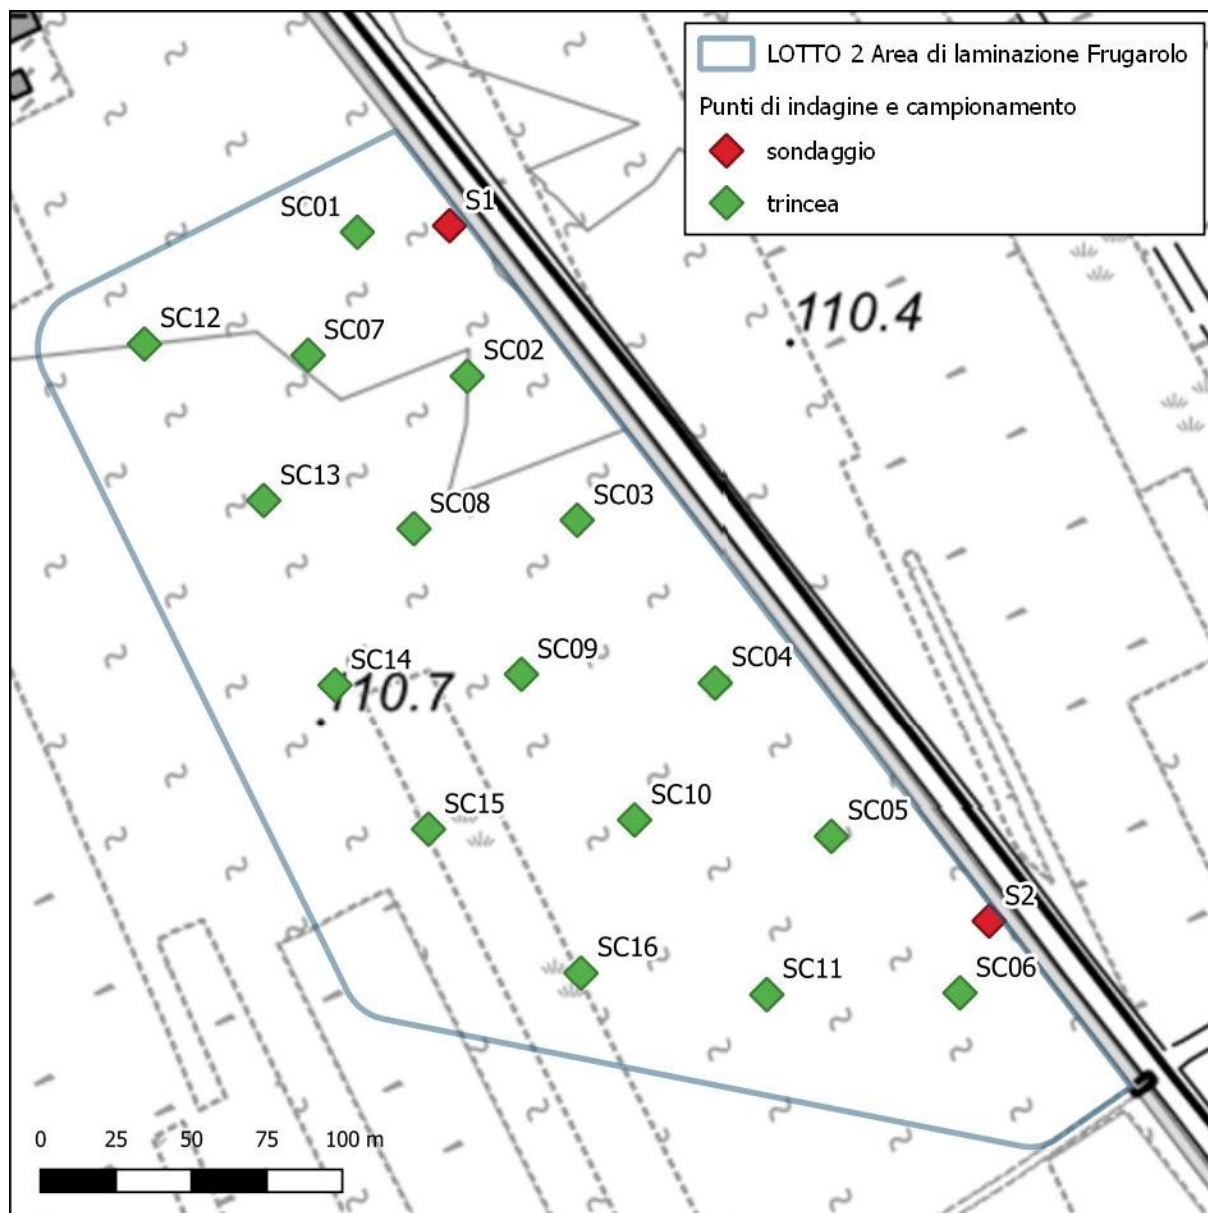 LOTTO 2 Area di laminazione Frugarolo
Punti di indagine e campionamento
sondaggio
trincea
S1
SC01
SC12
SC07
SC02
110.4
SC13
SC08
SC03
SC14
SC09
SC04
110.7
SC15
SC10
SC05
S2
SC16
SC11
SC06
0 25 50 75 100 m